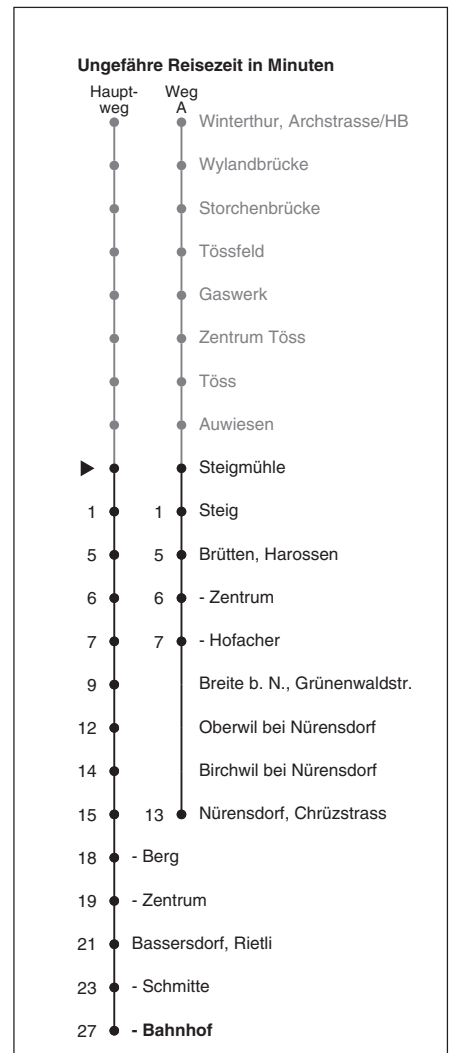 Ungefähre Reisezeit in Minuten
Haupt- Weg
weg A
Winterthur, Archstrasse/HB
Wylandbrücke
Storchenbrücke
Tössfeld
Gaswerk
Zentrum Töss
Töss
Auwiesen
Steigmühle
1 1 Steig
5 5 Brütten, Harossen
6 6 - Zentrum
7 7 - Hofacher
9 Breite b. N., Grünenwaldstr.
12 Oberwil bei Nürensdorf
14 Birchwil bei Nürensdorf
15 13 Nürensdorf, Chrüzstrass
18 - Berg
19 - Zentrum
21 Bassersdorf, Rietli
23 - Schmitte
27 - Bahnhof